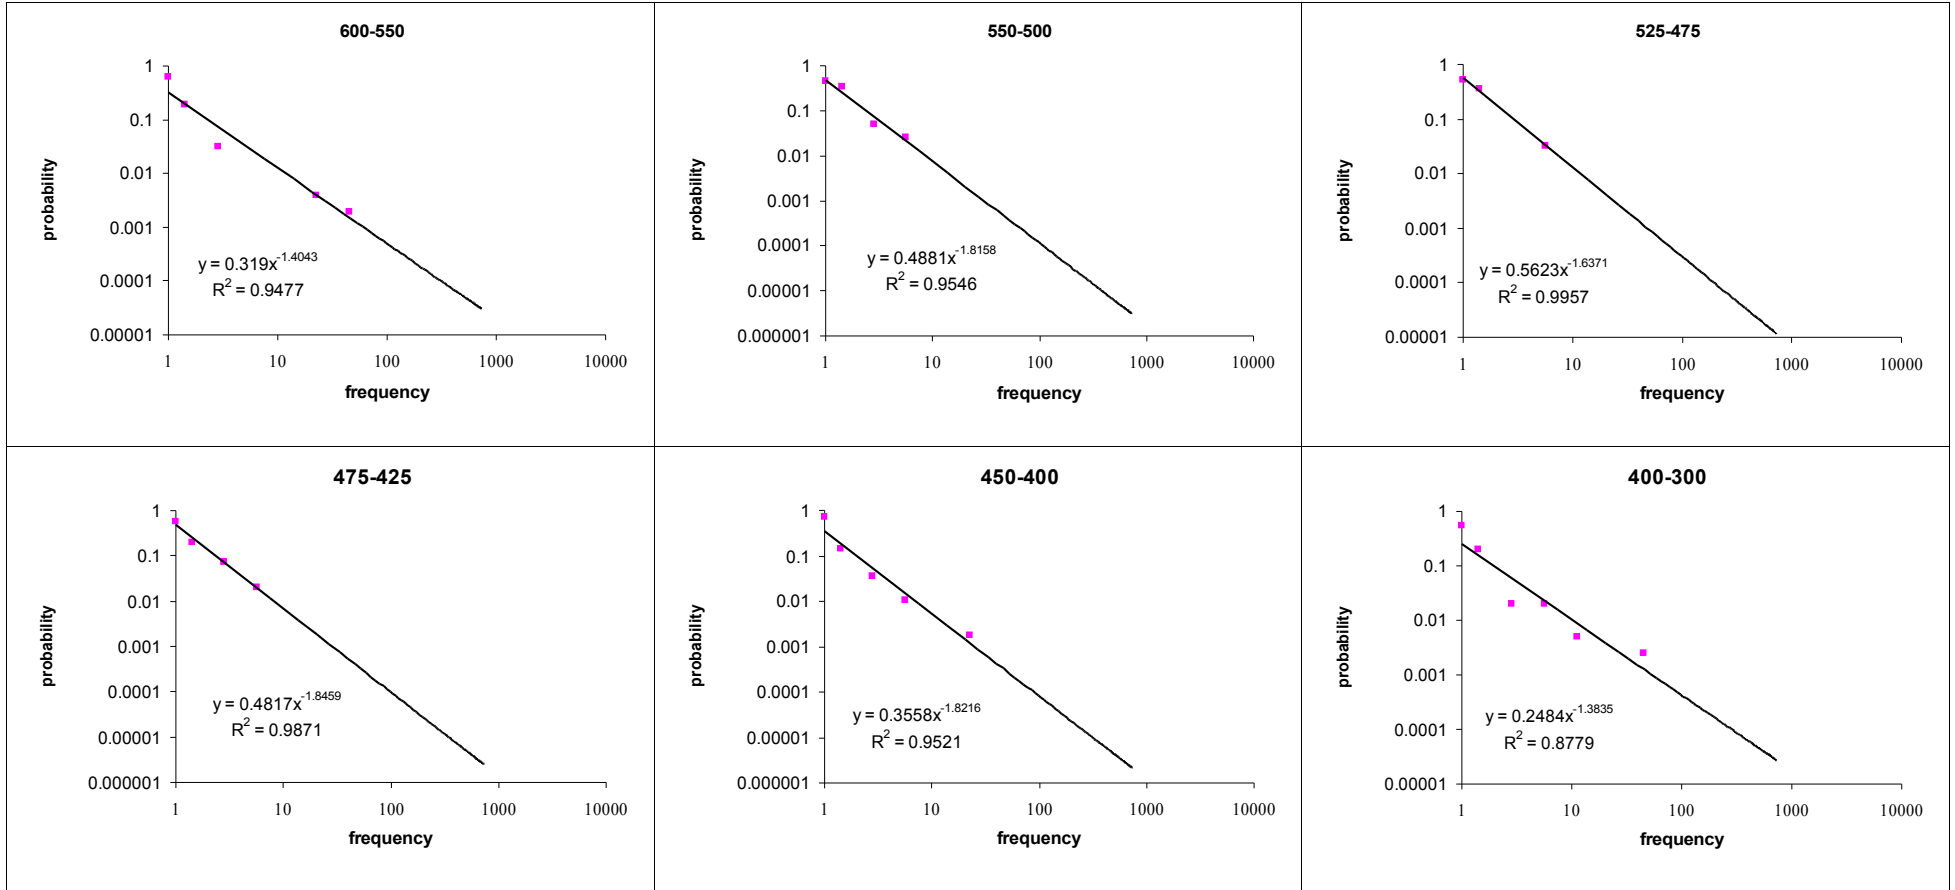 600-550
1
0.1
0.01
0.001
0.0001
0.00001
probability
y = 0.319x^-1.4043
R^2 = 0.9477
1 10 100 1000 10000
frequency
550-500
1
0.1
0.01
0.001
0.0001
0.00001
0.000001
probability
y = 0.4881x^-1.8158
R^2 = 0.9546
1 10 100 1000 10000
frequency
525-475
1
0.1
0.01
0.001
0.0001
0.00001
probability
y = 0.5623x^-1.6371
R^2 = 0.9957
1 10 100 1000 10000
frequency
475-425
1
0.1
0.01
0.001
0.0001
0.00001
0.000001
probability
y = 0.4817x^-1.8459
R^2 = 0.9871
1 10 100 1000 10000
frequency
450-400
1
0.1
0.01
0.001
0.0001
0.00001
0.000001
probability
y = 0.3558x^-1.8216
R^2 = 0.9521
1 10 100 1000 10000
frequency
400-300
1
0.1
0.01
0.001
0.0001
0.00001
probability
y = 0.2484x^-1.3835
R^2 = 0.8779
1 10 100 1000 10000
frequency